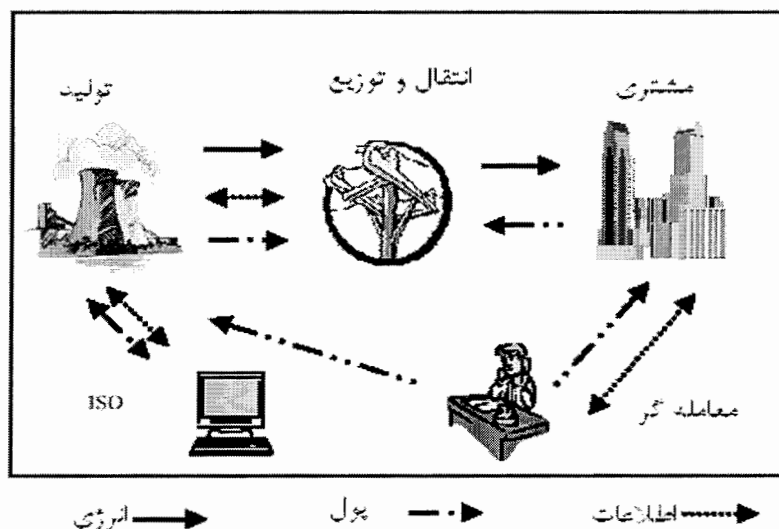 مشتری انتقال و توزیع تولید
ISO معامله گر
اطلاعات پول انرژی